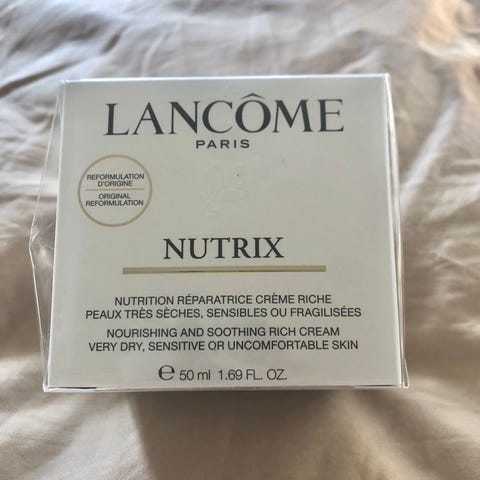 LANCÔME
PARIS
REFORMULATION
D'ORIGINE
ORIGINAL
REFORMULATION
NUTRIX
NUTRITION RÉPARATRICE CRÈME RICHE
PEAUX TRÈS SÈCHES, SENSIBLES OU FRAGILISÉES
NOURISHING AND SOOTHING RICH CREAM
VERY DRY, SENSITIVE OR UNCOMFORTABLE SKIN
℮ 50 ml 1.69 FL. OZ.